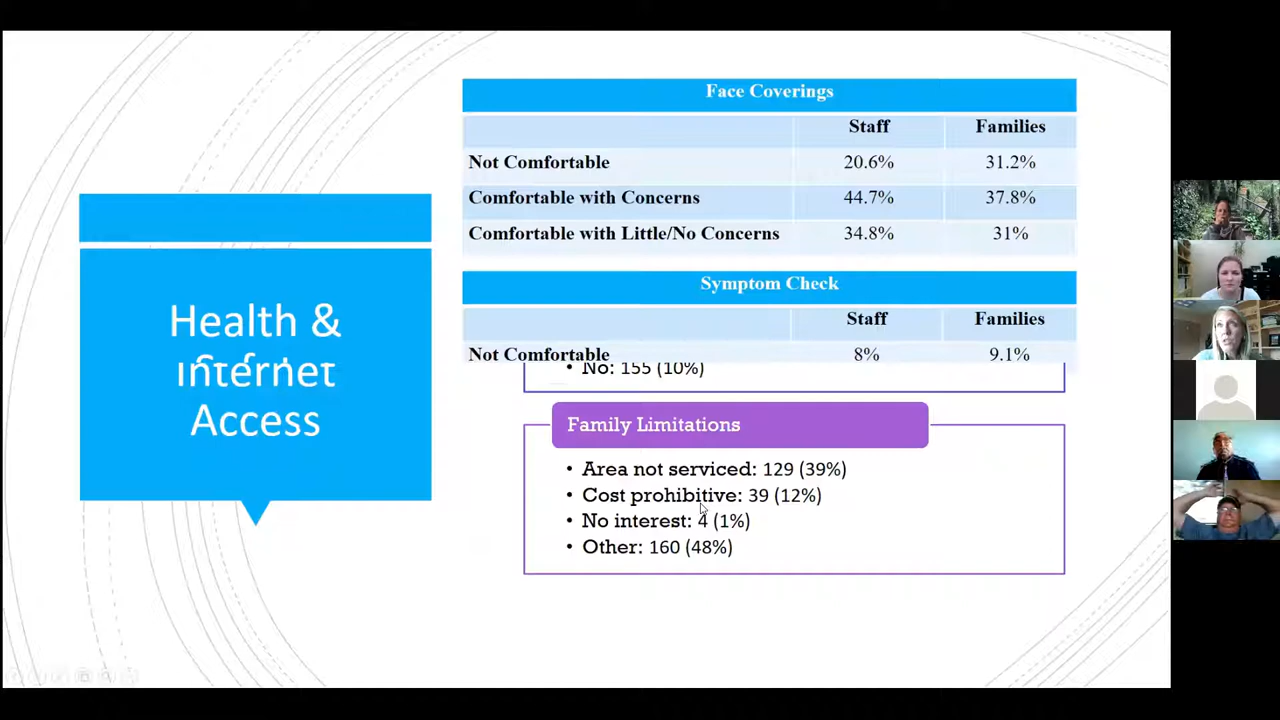 Health &
Internet
Access
Face Coverings
Staff Families
Not Comfortable 20.6% 31.2%
Comfortable with Concerns 44.7% 37.8%
Comfortable with Little/No Concerns 34.8% 31%
Symptom Check
Staff Families
Not Comfortable 8% 9.1%
• No: 155 (10%)
Family Limitations
• Area not serviced: 129 (39%)
• Cost prohibitive: 39 (12%)
• No interest: 4 (1%)
• Other: 160 (48%)